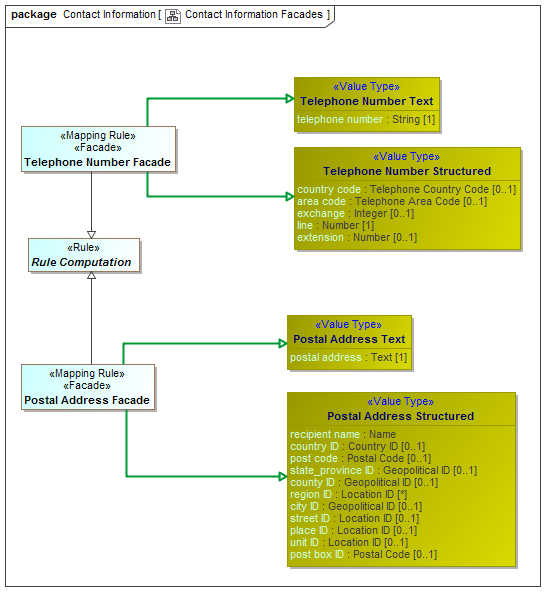 package Contact Information [ Contact Information Facades ]
«Value Type»
Telephone Number Text
telephone number : String [1]
«Mapping Rule»
«Facade»
Telephone Number Facade
«Value Type»
Telephone Number Structured
country code : Telephone Country Code [0..1]
area code : Telephone Area Code [0..1]
exchange : Integer [0..1]
line : Number [1]
extension : Number [0..1]
«Rule»
Rule Computation
«Value Type»
Postal Address Text
postal address : Text [1]
«Mapping Rule»
«Facade»
Postal Address Facade
«Value Type»
Postal Address Structured
recipient name : Name
country ID : Country ID [0..1]
post code : Postal Code [0..1]
state_province ID : Geopolitical ID [0..1]
county ID : Geopolitical ID [0..1]
region ID : Location ID [*]
city ID : Geopolitical ID [0..1]
street ID : Location ID [0..1]
place ID : Location ID [0..1]
unit ID : Location ID [0..1]
post box ID : Postal Code [0..1]